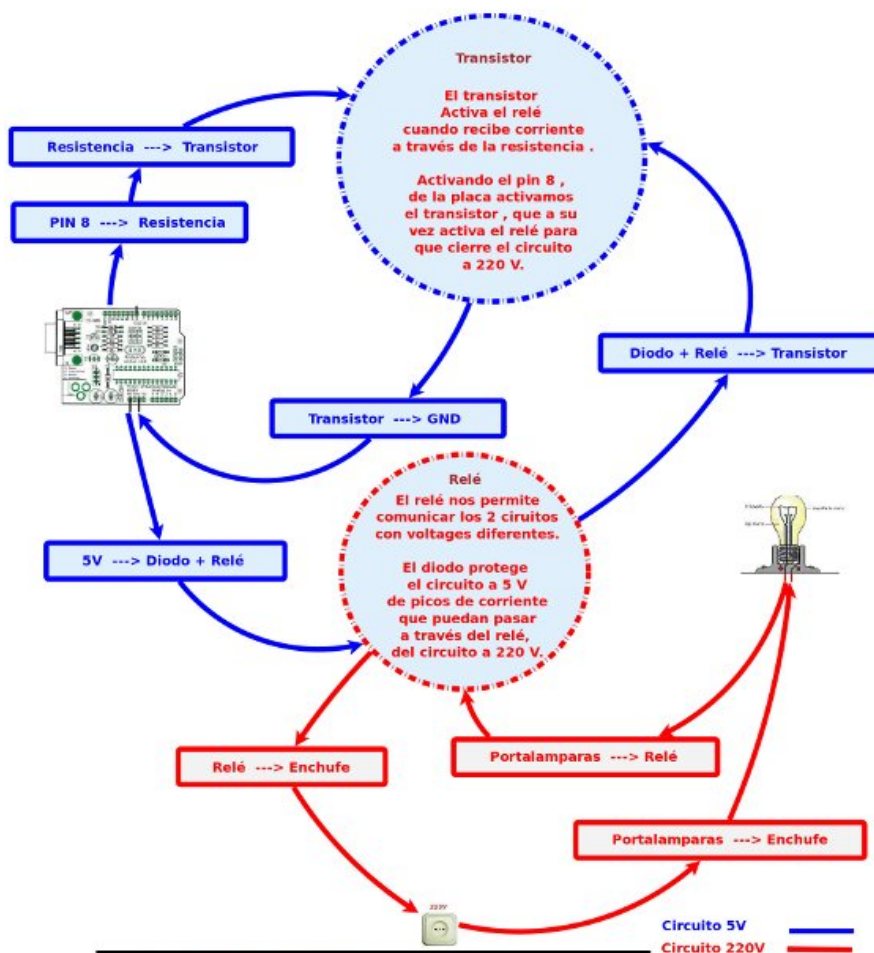 Transistor
El transistor
Activa el relé
cuando recibe corriente
a través de la resistencia .
Activando el pin 8 ,
de la placa activamos
el transistor , que a su
vez activa el relé para
que cierre el circuito
a 220 V.
Resistencia ---> Transistor
PIN 8 ---> Resistencia
Diodo + Relé ---> Transistor
Transistor ---> GND
Relé
El relé nos permite
comunicar los 2 ciruitos
con voltages diferentes.
El diodo protege
el circuito a 5 V
de picos de corriente
que puedan pasar
a través del relé,
del circuito a 220 V.
5V ---> Diodo + Relé
Relé ---> Enchufe
Portalamparas ---> Relé
Portalamparas ---> Enchufe
220V
Circuito 5V
Circuito 220V